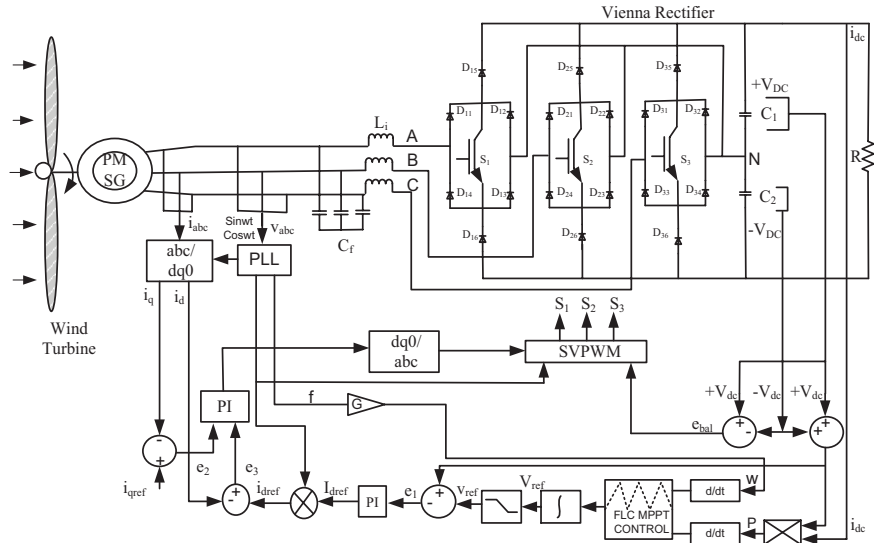 Vienna Rectifier
i_dc
D₁₅
D₂₅
D₃₅
+V_DC
C₁
D₁₁
D₁₂
D₂₁
D₂₂
D₃₁
D₃₂
L_i
A
B
C
S₁
S₂
S₃
N
R
PM
SG
D₁₄
D₁₃
D₂₄
D₂₃
D₃₃
D₃₄
C₂
-V_DC
D₁₆
D₂₆
D₃₆
i_abc
Sinwt
Coswt
v_abc
C_f
abc/
dq0
PLL
i_q
i_d
Wind
Turbine
S₁
S₂
S₃
dq0/
abc
SVPWM
PI
f
G
+V_dc
-V_dc
+V_dc
e_bal
+
-
+
+
-
+
e₂
e₃
i_qref
+
-
i_dref
I_dref
PI
e₁
+
-
v_ref
V_ref
∫
FLC MPPT
CONTROL
d/dt
W
d/dt
P
i_dc